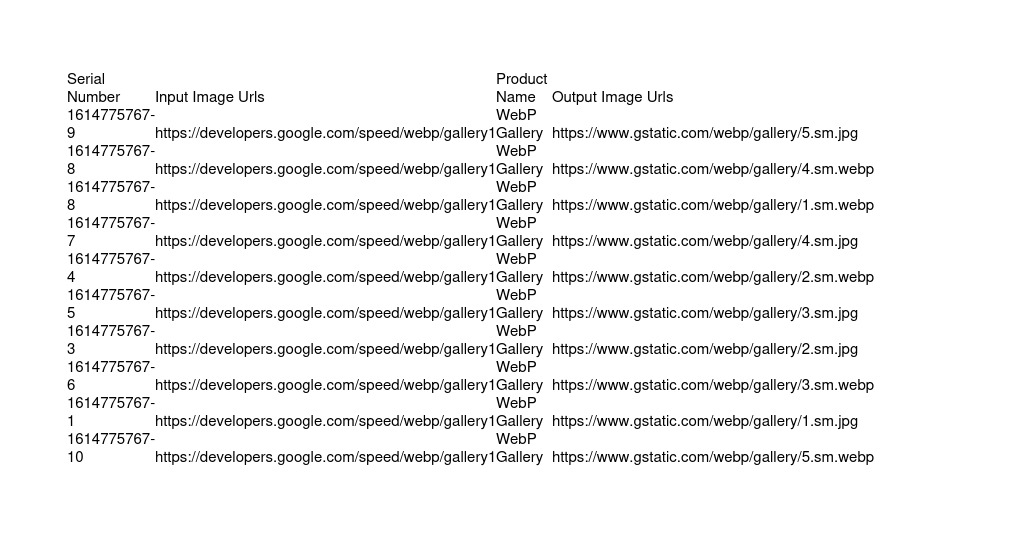 Serial Product
Number Input Image Urls Name Output Image Urls
1614775767- WebP
9 https://developers.google.com/speed/webp/gallery1 Gallery https://www.gstatic.com/webp/gallery/5.sm.jpg
1614775767- WebP
8 https://developers.google.com/speed/webp/gallery1 Gallery https://www.gstatic.com/webp/gallery/4.sm.webp
1614775767- WebP
8 https://developers.google.com/speed/webp/gallery1 Gallery https://www.gstatic.com/webp/gallery/1.sm.webp
1614775767- WebP
7 https://developers.google.com/speed/webp/gallery1 Gallery https://www.gstatic.com/webp/gallery/4.sm.jpg
1614775767- WebP
4 https://developers.google.com/speed/webp/gallery1 Gallery https://www.gstatic.com/webp/gallery/2.sm.webp
1614775767- WebP
5 https://developers.google.com/speed/webp/gallery1 Gallery https://www.gstatic.com/webp/gallery/3.sm.jpg
1614775767- WebP
3 https://developers.google.com/speed/webp/gallery1 Gallery https://www.gstatic.com/webp/gallery/2.sm.jpg
1614775767- WebP
6 https://developers.google.com/speed/webp/gallery1 Gallery https://www.gstatic.com/webp/gallery/3.sm.webp
1614775767- WebP
1 https://developers.google.com/speed/webp/gallery1 Gallery https://www.gstatic.com/webp/gallery/1.sm.jpg
1614775767- WebP
10 https://developers.google.com/speed/webp/gallery1 Gallery https://www.gstatic.com/webp/gallery/5.sm.webp